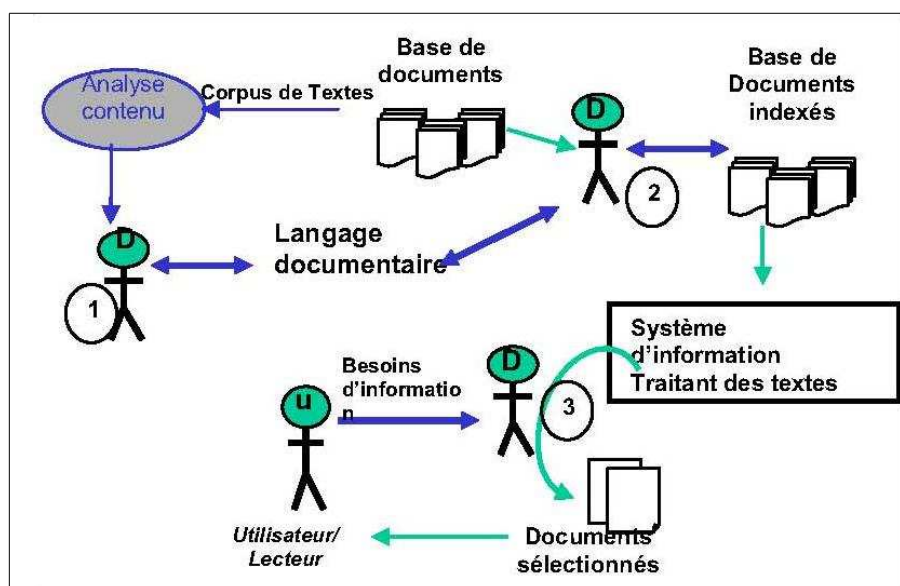 Analyse
contenu
Corpus de Textes
Base de
documents
Base de
Documents
indexés
D
2
D
1
Langage
documentaire
Système
d'information
Traitant des textes
Besoins
d'informatio
n
u
D
3
Utilisateur/
Lecteur
Documents
sélectionnés